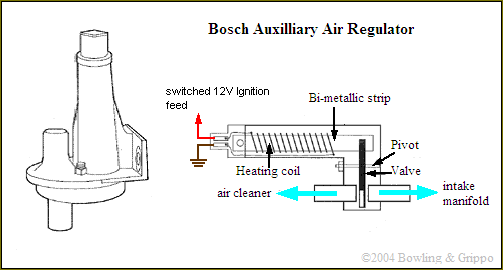 Bosch Auxilliary Air Regulator
switched 12V Ignition
feed
Bi-metallic strip
Pivot
Heating coil
Valve
air cleaner
intake
manifold
©2004 Bowling & Grippo